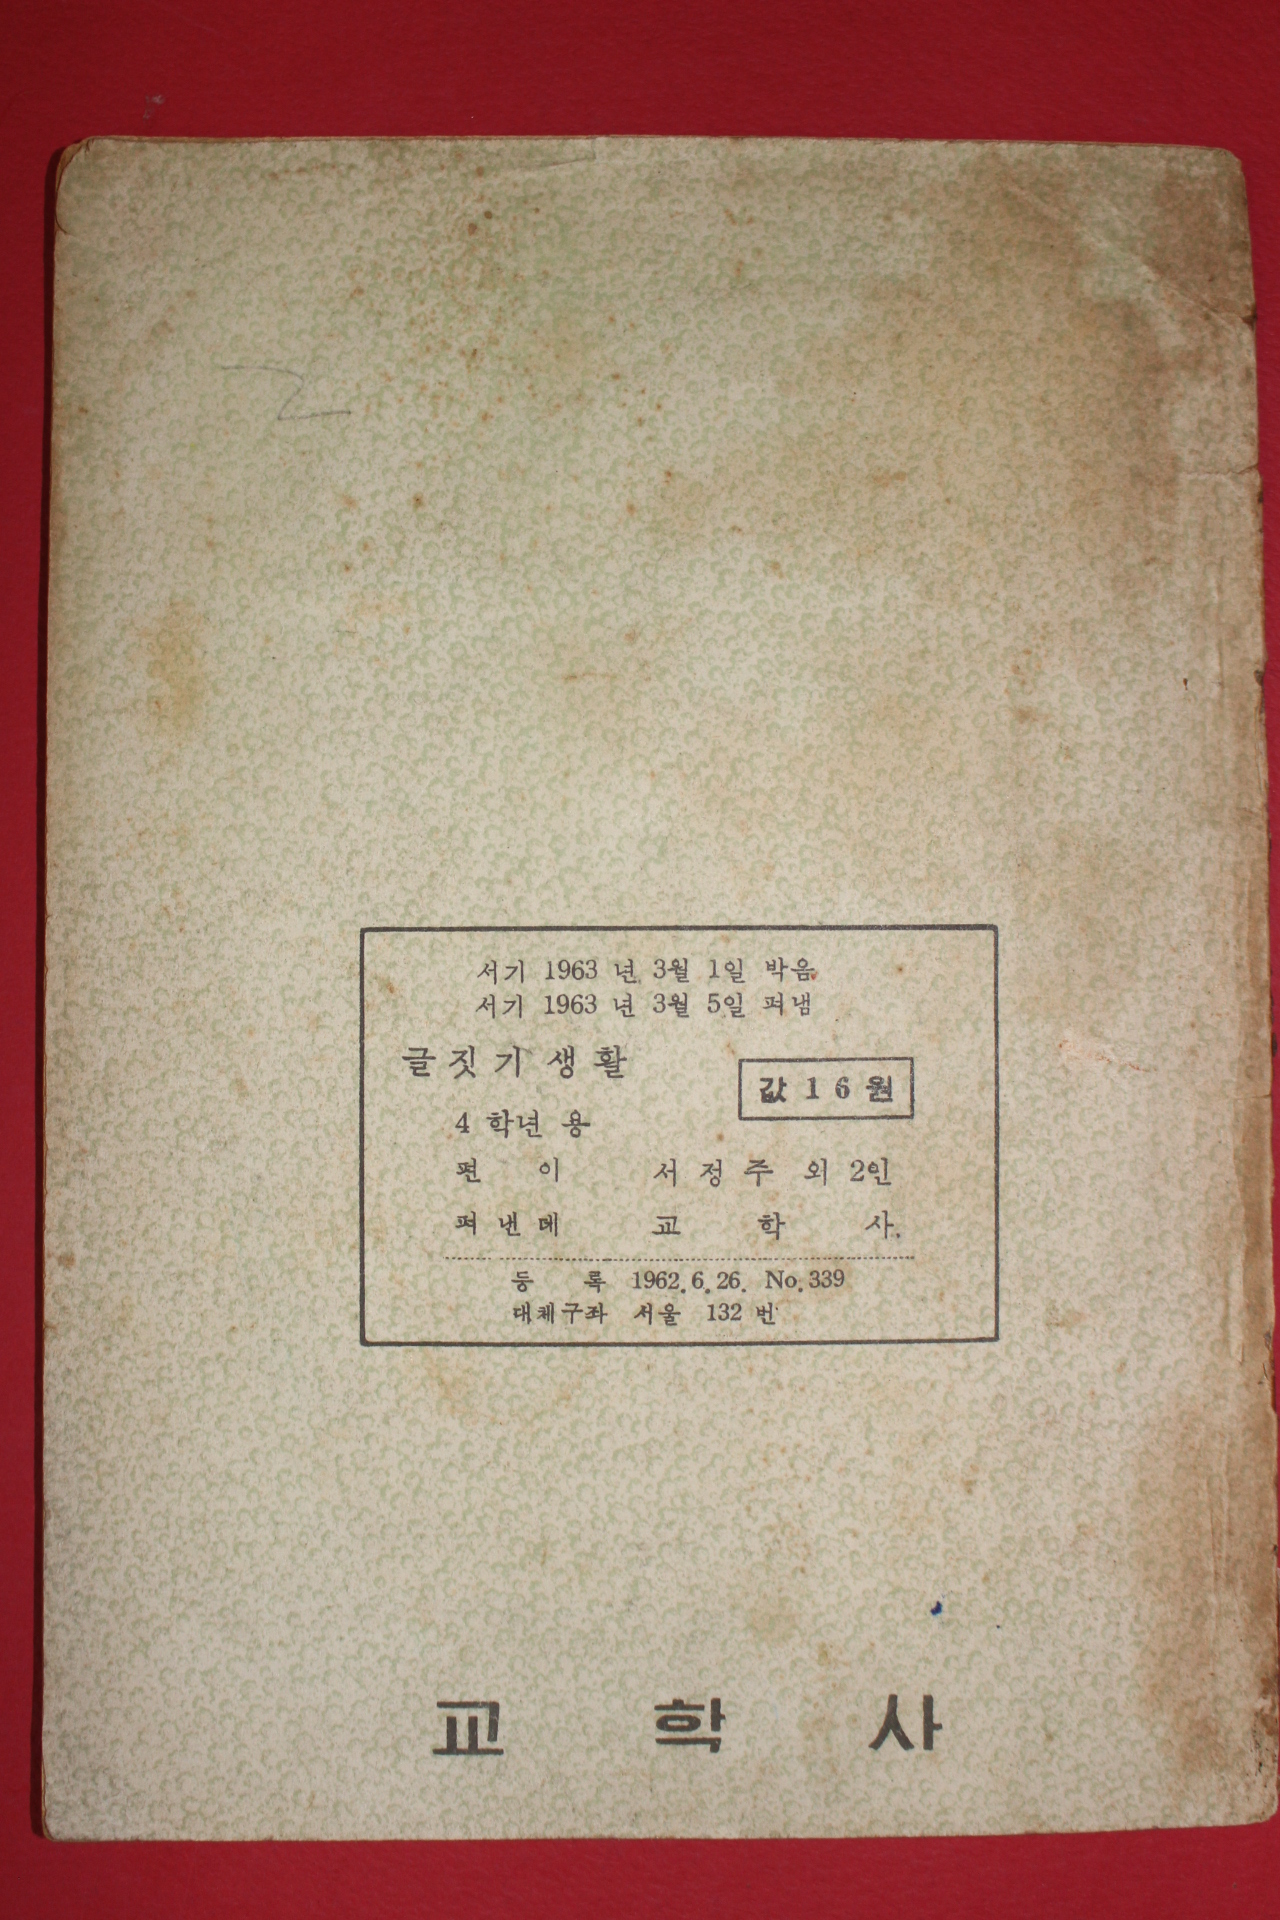 서기 1963 년 3월 1일 박음
서기 1963 년 3월 5일 펴냄
글짓기생활
값 16원
4 학년 용
편 이 서정주 외 2인
펴낸데 교 학 사.
등 록 1962.6.26. No.339
대체구좌 서울 132 번
교 학 사